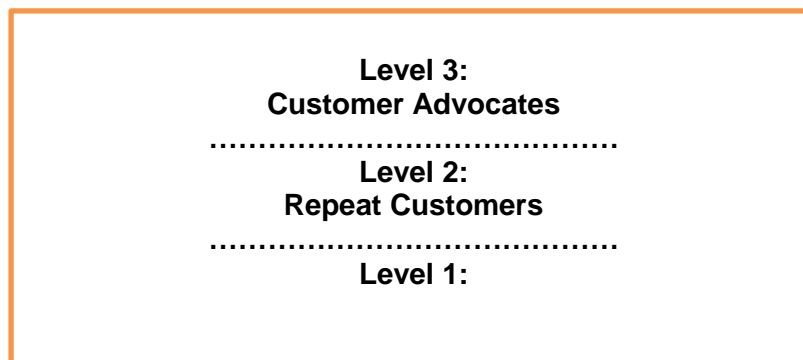 Level 3:
Customer Advocates
……………………………………
Level 2:
Repeat Customers
……………………………………
Level 1: